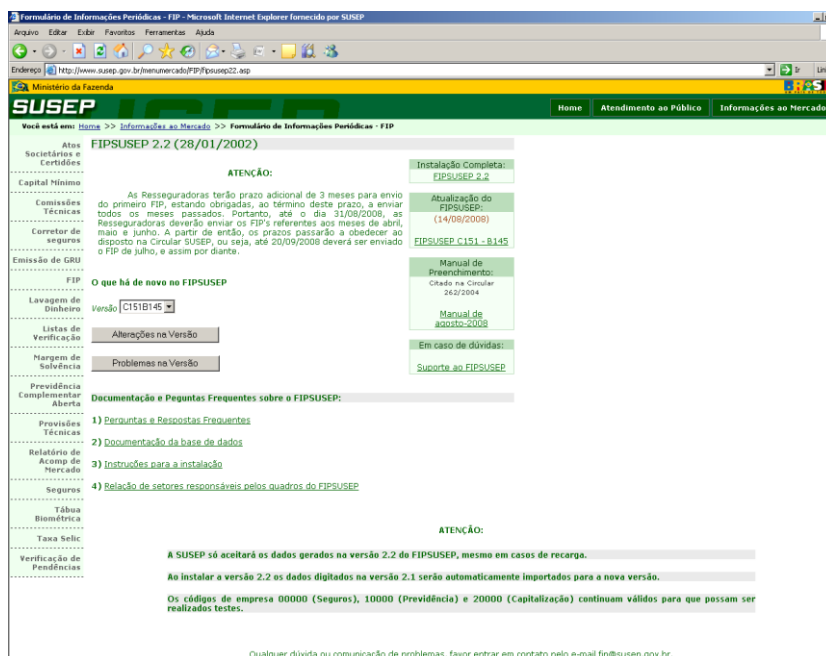 Formulário de Informações Periódicas - FIP - Microsoft Internet Explorer fornecido por SUSEP
Arquivo Editar Exibir Favoritos Ferramentas Ajuda
Endereço http://www.susep.gov.br/menumercado/FIP/fipsusep22.asp
Ir
Ministério da Fazenda
SUSEP
Home Atendimento ao Público Informações ao Mercado
Você está em: Home >> Informações ao Mercado >> Formulário de Informações Periódicas - FIP
Atos
Societários e
Certidões
Capital Mínimo
Comissões
Técnicas
Corretor de
seguros
Emissão de GRU
FIP
Lavagem de
Dinheiro
Listas de
Verificação
Margem de
Solvência
Previdência
Complementar
Aberta
Provisões
Técnicas
Relatório de
Acomp de
Mercado
Seguros
Tábua
Biométrica
Taxa Selic
Verificação de
Pendências
FIPSUSEP 2.2 (28/01/2002)
ATENÇÃO:
As Resseguradoras terão prazo adicional de 3 meses para envio
do primeiro FIP, estando obrigadas, ao término deste prazo, a enviar
todos os meses passados. Portanto, até o dia 31/08/2008, as
Resseguradoras deverão enviar os FIP's referentes aos meses de abril,
maio e junho. A partir de então, os prazos passarão a obedecer ao
disposto na Circular SUSEP, ou seja, até 20/09/2008 deverá ser enviado
o FIP de julho, e assim por diante.
O que há de novo no FIPSUSEP
Versão C151B145
Alterações na Versão
Problemas na Versão
Instalação Completa:
FIPSUSEP 2.2
Atualização do
FIPSUSEP:
(14/08/2008)
FIPSUSEP C151 - B145
Manual de
Preenchimento:
Citado na Circular
262/2004
Manual de
agosto-2008
Em caso de dúvidas:
Suporte ao FIPSUSEP
Documentação e Peguntas Frequentes sobre o FIPSUSEP:
1) Perguntas e Respostas Frequentes
2) Documentação da base de dados
3) Instruções para a instalação
4) Relação de setores responsáveis pelos quadros do FIPSUSEP
ATENÇÃO:
A SUSEP só aceitará os dados gerados na versão 2.2 do FIPSUSEP, mesmo em casos de recarga.
Ao instalar a versão 2.2 os dados digitados na versão 2.1 serão automaticamente importados para a nova versão.
Os códigos de empresa 00000 (Seguros), 10000 (Previdência) e 20000 (Capitalização) continuam válidos para que possam ser
realizados testes.
Qualquer dúvida ou comunicação de problemas, favor entrar em contato pelo e-mail fip@susep.gov.br